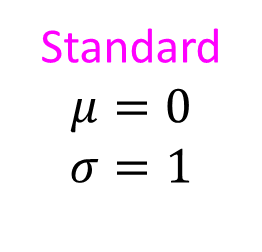 Standard
μ = 0
σ = 1